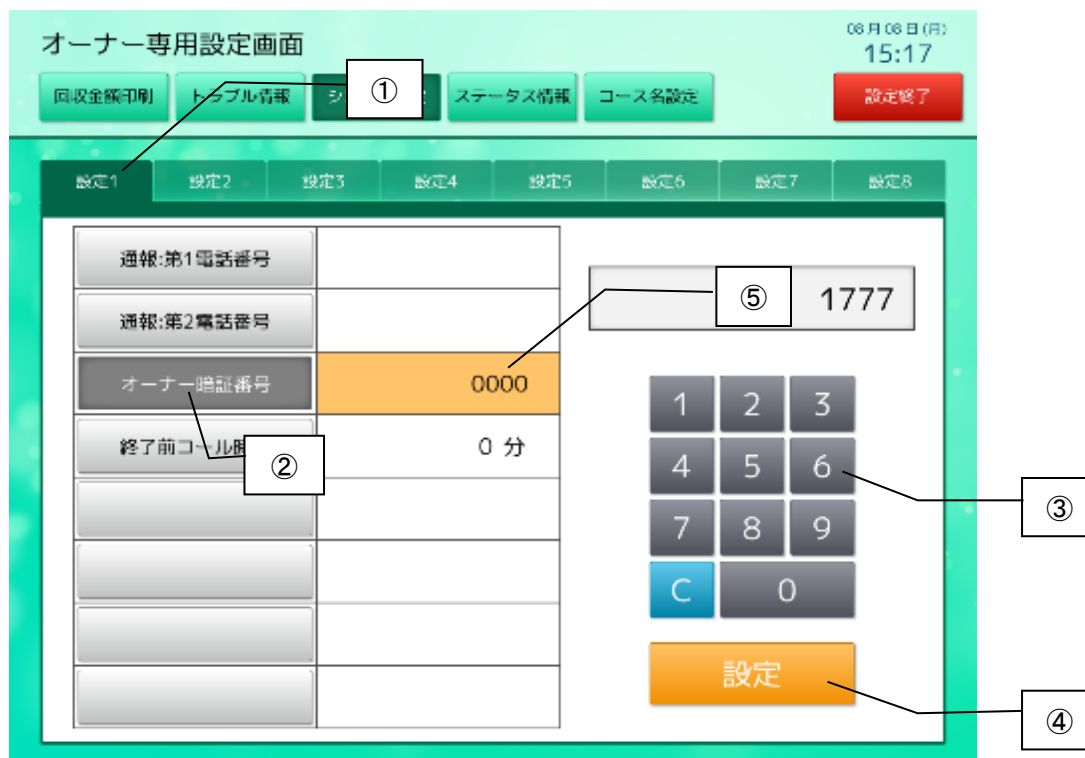 オーナー専用設定画面
08月08日(月)
15:17
回収金額印刷
トラブル情報
①
ステータス情報
コース名設定
設定終了
設定1
設定2
設定3
設定4
設定5
設定6
設定7
設定8
通報:第1電話番号
通報:第2電話番号
⑤
1777
オーナー暗証番号
0000
終了前コール
0 分
②
1
2
3
4
5
6
③
7
8
9
C
0
設定
④